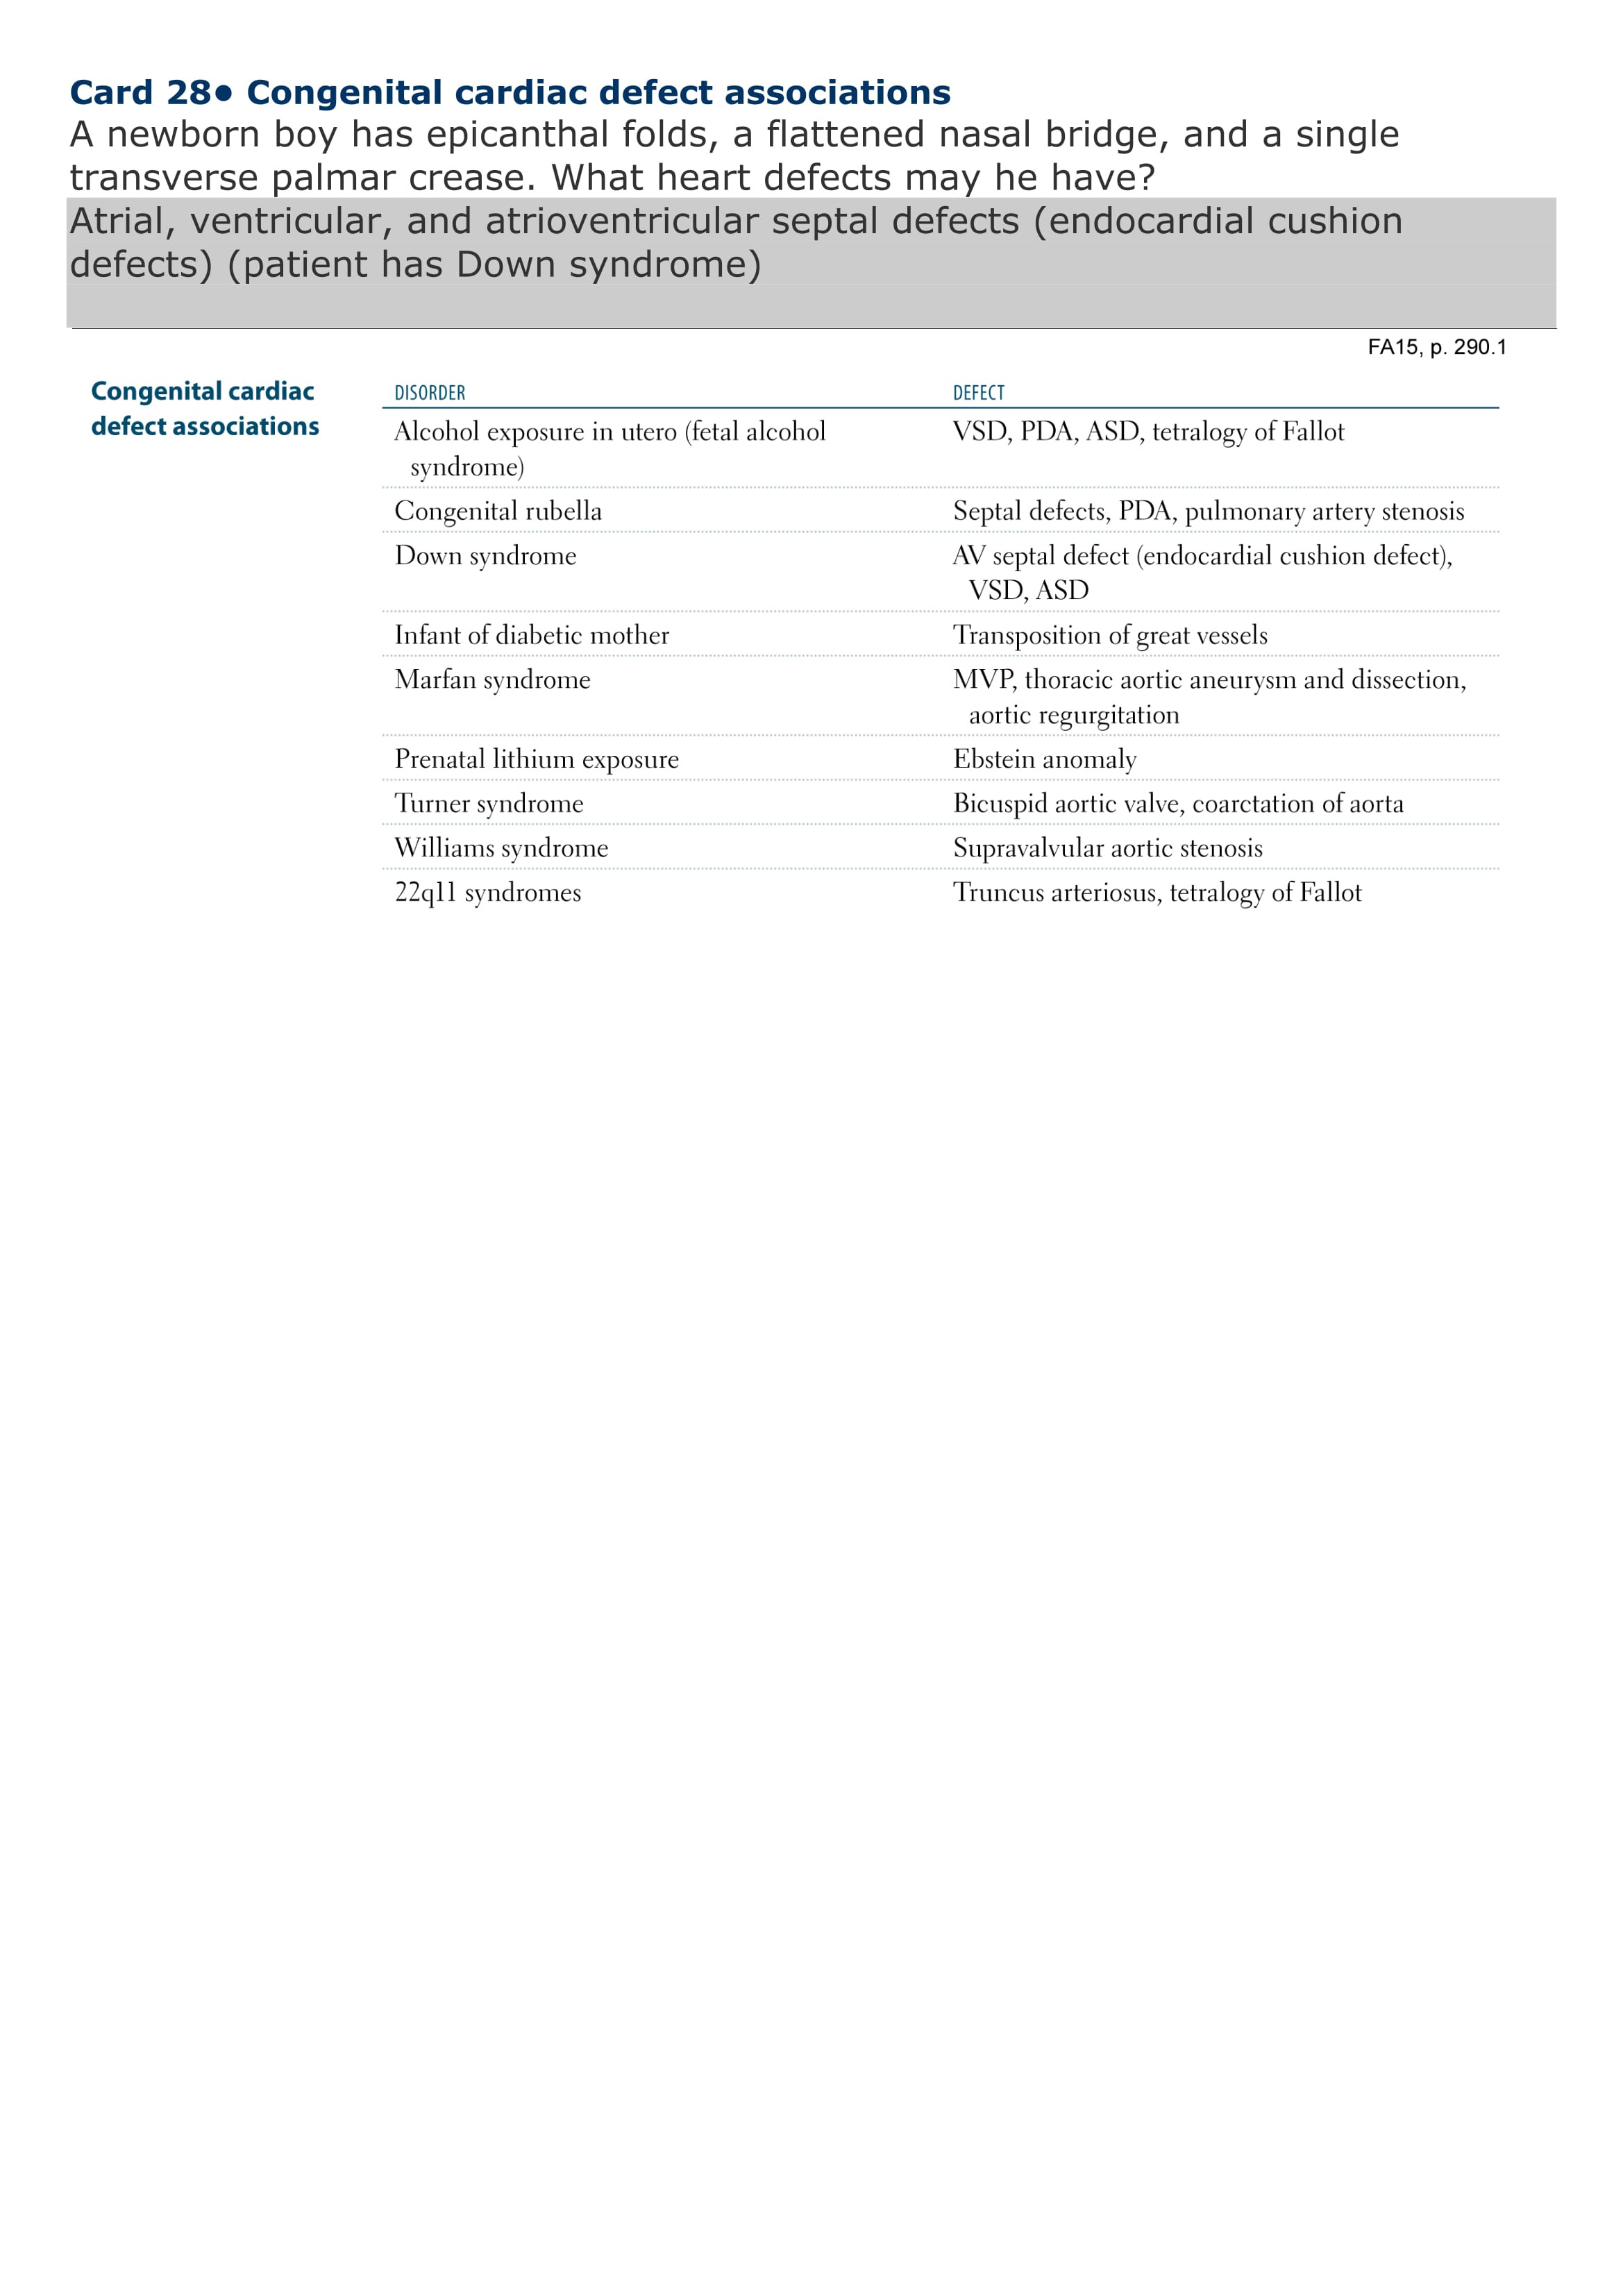 Card 28• Congenital cardiac defect associations
A newborn boy has epicanthal folds, a flattened nasal bridge, and a single
transverse palmar crease. What heart defects may he have?
Atrial, ventricular, and atrioventricular septal defects (endocardial cushion
defects) (patient has Down syndrome)
FA15, p. 290.1
Congenital cardiac
defect associations
DISORDER DEFECT
Alcohol exposure in utero (fetal alcohol VSD, PDA, ASD, tetralogy of Fallot
syndrome)
Congenital rubella Septal defects, PDA, pulmonary artery stenosis
Down syndrome AV septal defect (endocardial cushion defect),
VSD, ASD
Infant of diabetic mother Transposition of great vessels
Marfan syndrome MVP, thoracic aortic aneurysm and dissection,
aortic regurgitation
Prenatal lithium exposure Ebstein anomaly
Turner syndrome Bicuspid aortic valve, coarctation of aorta
Williams syndrome Supravalvular aortic stenosis
22q11 syndromes Truncus arteriosus, tetralogy of Fallot